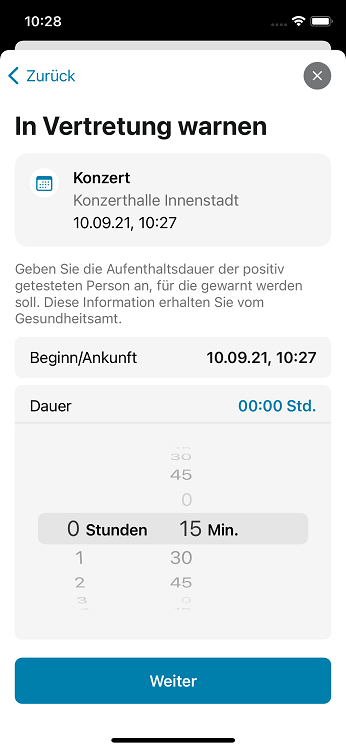 10:28
Zurück
In Vertretung warnen
Konzert
Konzerthalle Innenstadt
10.09.21, 10:27
Geben Sie die Aufenthaltsdauer der positiv
getesteten Person an, für die gewarnt werden
soll. Diese Information erhalten Sie vom
Gesundheitsamt.
Beginn/Ankunft 10.09.21, 10:27
Dauer 00:00 Std.
30
45
0
0 Stunden 15 Min.
1 30
2 45
3 0
Weiter